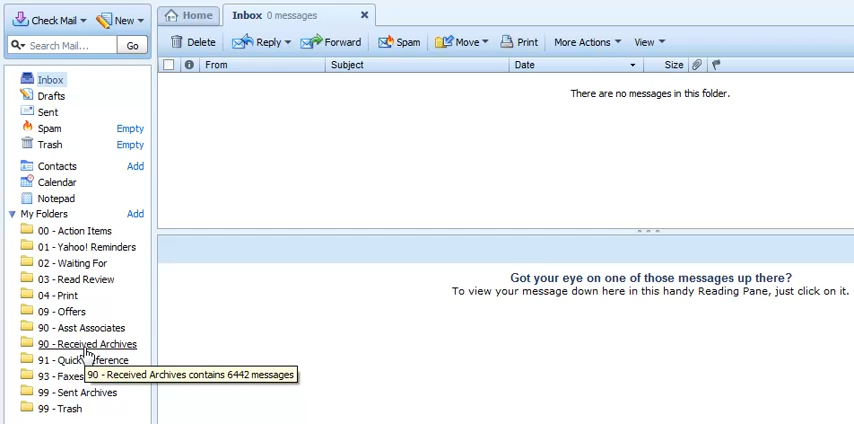 Check Mail New
Search Mail... Go
Home Inbox 0 messages
Delete Reply Forward Spam Move Print More Actions View
From Subject Date Size
There are no messages in this folder.
Inbox
Drafts
Sent
Spam Empty
Trash Empty
Contacts Add
Calendar
Notepad
My Folders Add
00 - Action Items
01 - Yahoo! Reminders
02 - Waiting For
03 - Read Review
04 - Print
09 - Offers
90 - Asst Associates
90 - Received Archives
91 - Quick
93 - Faxes
90 - Received Archives contains 6442 messages
99 - Sent Archives
99 - Trash
Got your eye on one of those messages up there?
To view your message down here in this handy Reading Pane, just click on it.